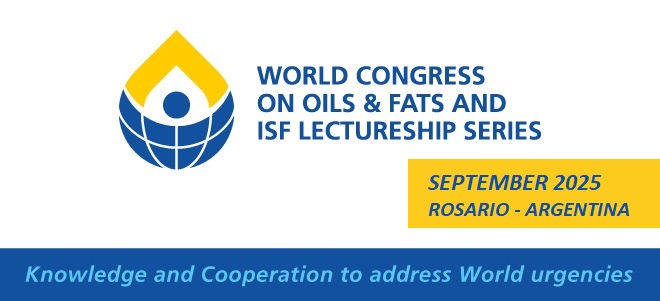 WORLD CONGRESS
ON OILS & FATS AND
ISF LECTURESHIP SERIES
SEPTEMBER 2025
ROSARIO - ARGENTINA
Knowledge and Cooperation to address World urgencies